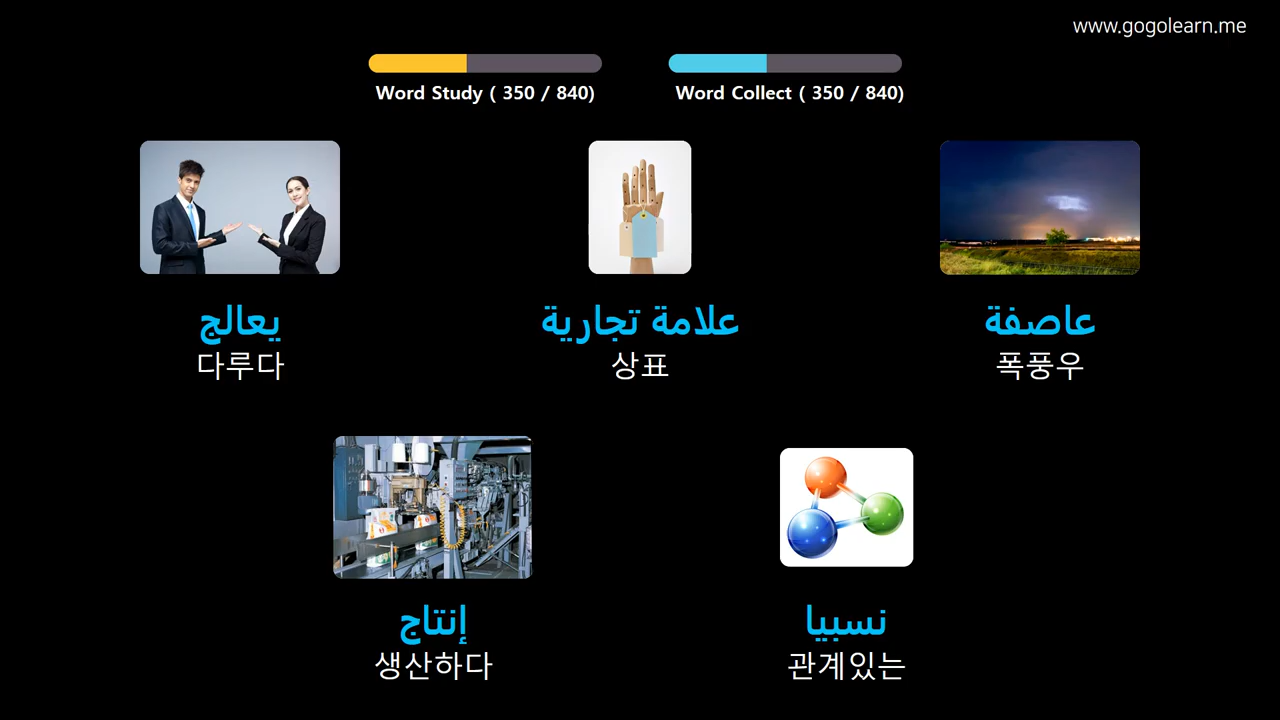 www.gogolearn.me
Word Study ( 350 / 840)
Word Collect ( 350 / 840)
يعالج
다루다
علامة تجارية
상표
عاصفة
폭풍우
إنتاج
생산하다
نسبيا
관계있는